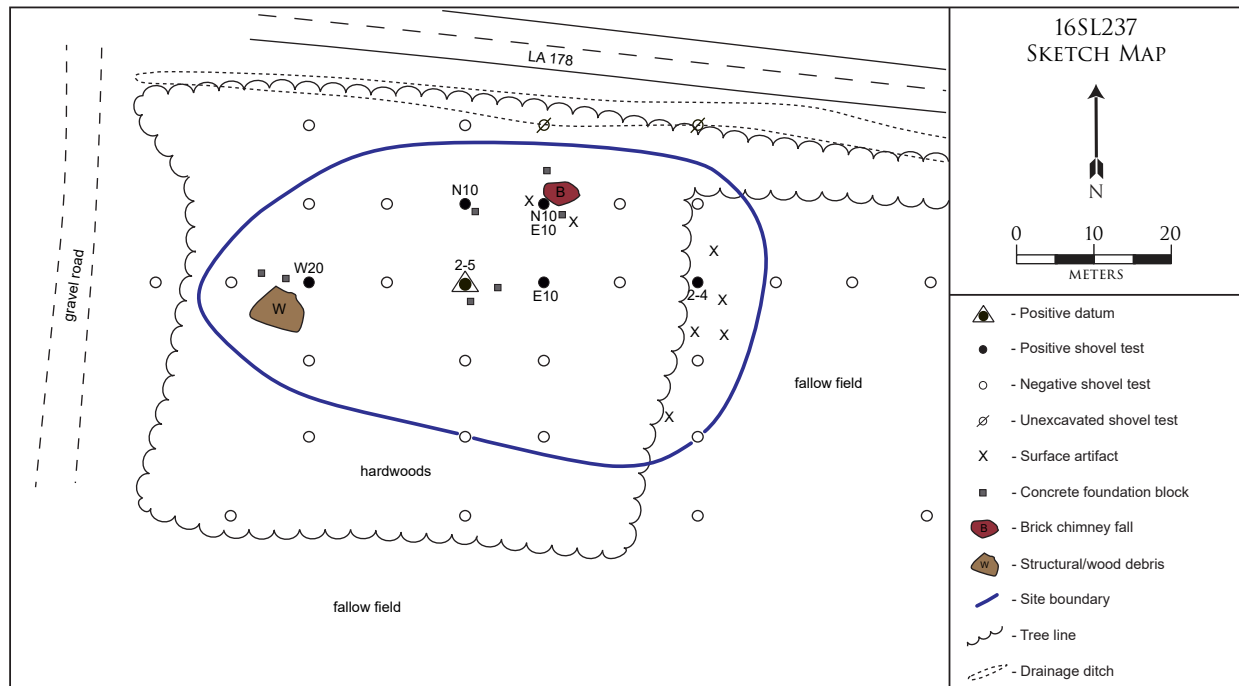 LA 178
gravel road
N10
B
N10
E10
W20
2-5
E10
2-4
W
fallow field
hardwoods
fallow field
16SL237
SKETCH MAP
N
0 10 20
METERS
- Positive datum
- Positive shovel test
- Negative shovel test
- Unexcavated shovel test
X - Surface artifact
- Concrete foundation block
B - Brick chimney fall
W - Structural/wood debris
- Site boundary
- Tree line
- Drainage ditch